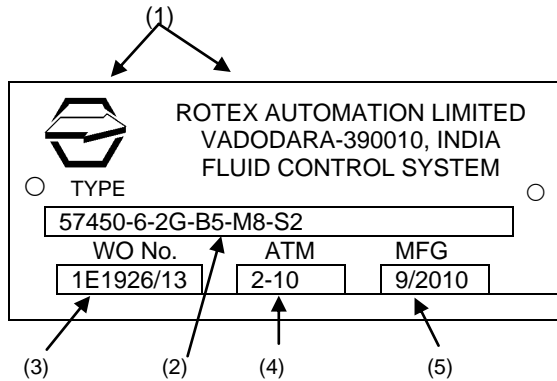 (1)
ROTEX AUTOMATION LIMITED
VADODARA-390010, INDIA
FLUID CONTROL SYSTEM
TYPE
57450-6-2G-B5-M8-S2
WO No. ATM MFG
1E1926/13 2-10 9/2010
(3) (2) (4) (5)